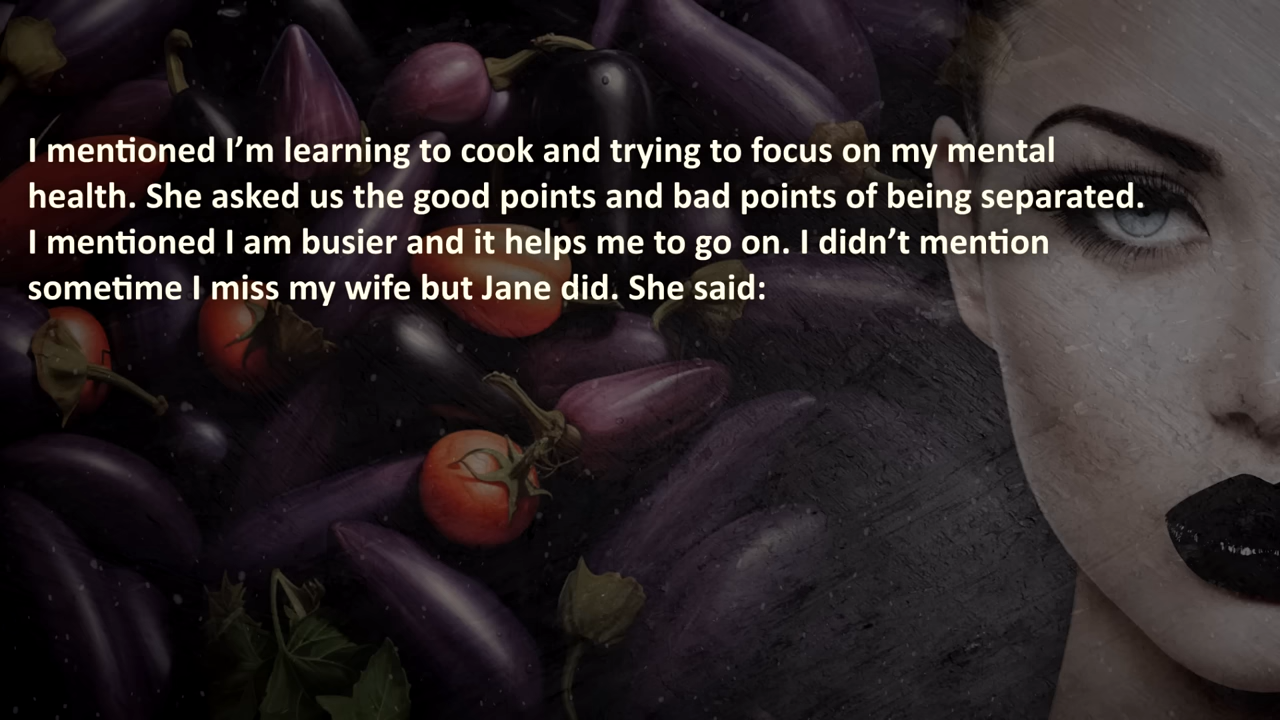 I mentioned I’m learning to cook and trying to focus on my mental
health. She asked us the good points and bad points of being separated.
I mentioned I am busier and it helps me to go on. I didn’t mention
sometime I miss my wife but Jane did. She said: